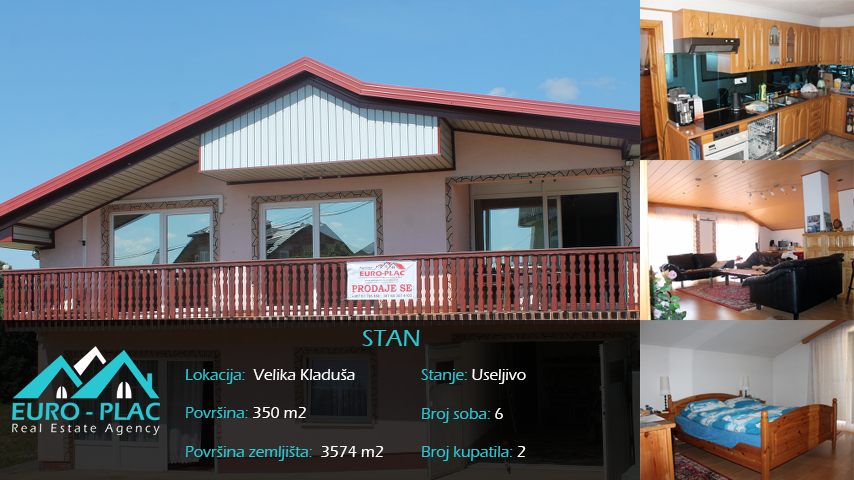 EURO-PLAC
PRODAJE SE
STAN
EURO - PLAC
Real Estate Agency
Lokacija: Velika Kladuša
Stanje: Useljivo
Površina: 350 m2
Broj soba: 6
Površina zemljišta: 3574 m2
Broj kupatila: 2